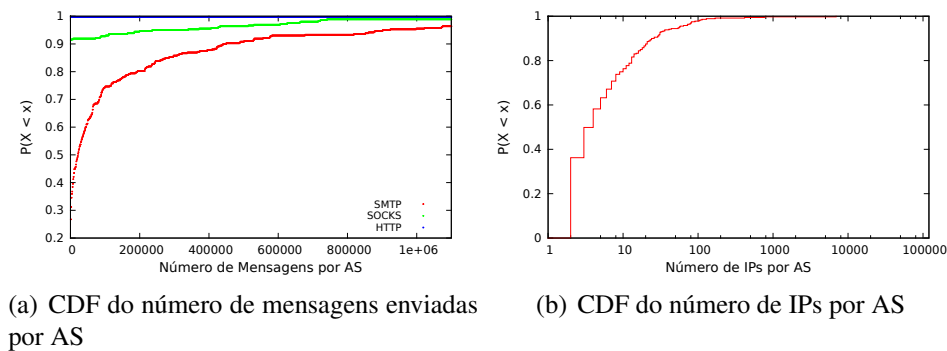 1
0.9
0.8
0.7
0.6
0.5
0.4
0.3
0.2
P(X < x)
0
200000
400000
600000
800000
1e+06
Número de Mensagens por AS
SMTP
SOCKS
HTTP
1
0.8
0.6
0.4
0.2
0
P(X < x)
1
10
100
1000
10000
100000
Número de IPs por AS
(a) CDF do número de mensagens enviadas
por AS
(b) CDF do número de IPs por AS